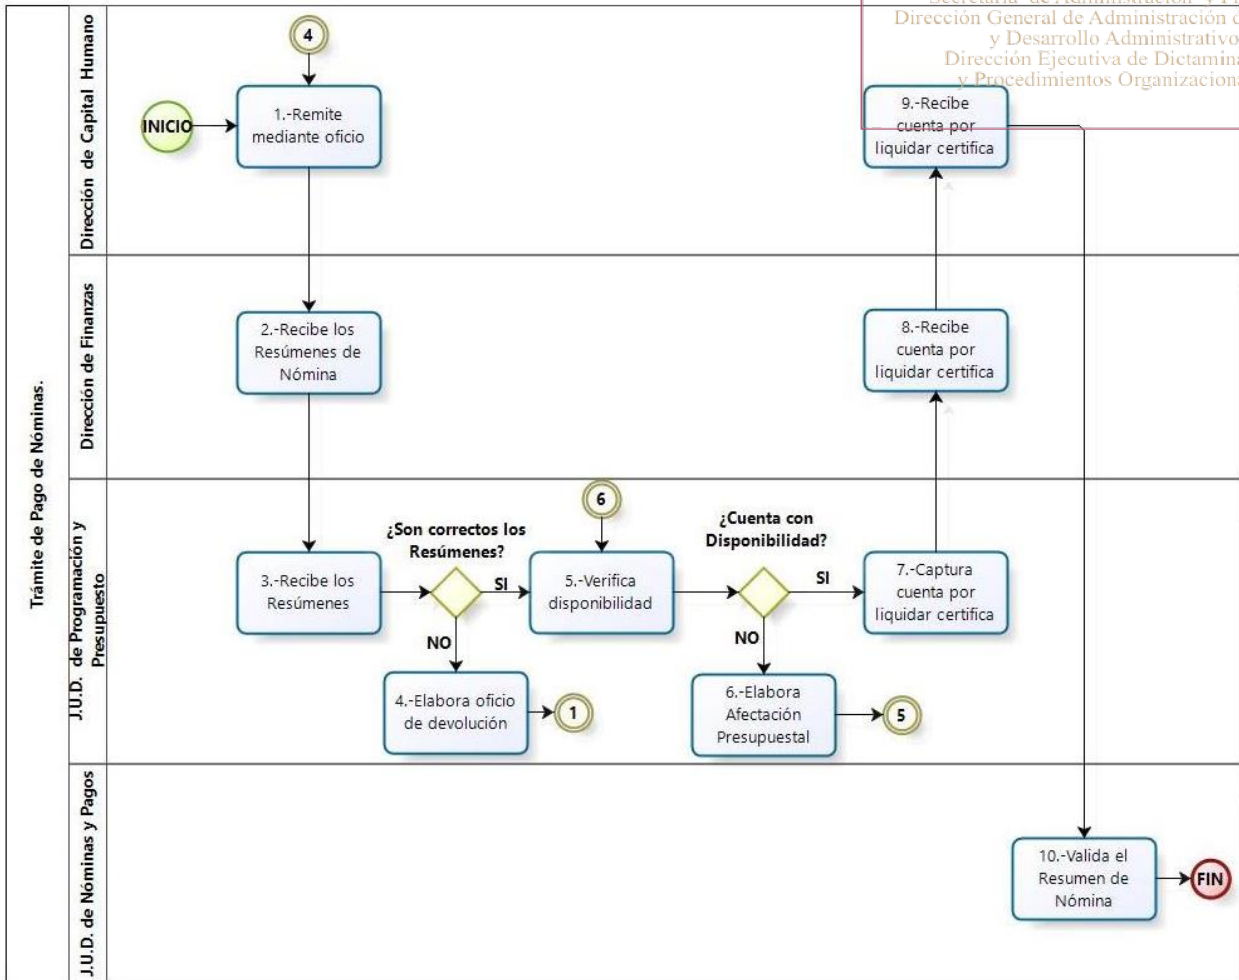 Secretaría de Administración y
Dirección General de Administración
y Desarrollo Administrativo
Dirección Ejecutiva de
y Procedimientos
Trámite de Pago de Nóminas.
Dirección de Capital Humano
4
INICIO
1.-Remite
mediante oficio
9.-Recibe
cuenta por
liquidar certifica
Dirección de Finanzas
2.-Recibe los
Resúmenes de
Nómina
8.-Recibe
cuenta por
liquidar certifica
J.U.D. de Programación y
Presupuesto
3.-Recibe los
Resúmenes
¿Son correctos los
Resúmenes?
SI
NO
4.-Elabora oficio
de devolución
1
6
5.-Verifica
disponibilidad
¿Cuenta con
Disponibilidad?
SI
NO
6.-Elabora
Afectación
Presupuestal
5
7.-Captura
cuenta por
liquidar certifica
J.U.D. de Nóminas y Pagos
10.-Valida el
Resumen de
Nómina
FIN